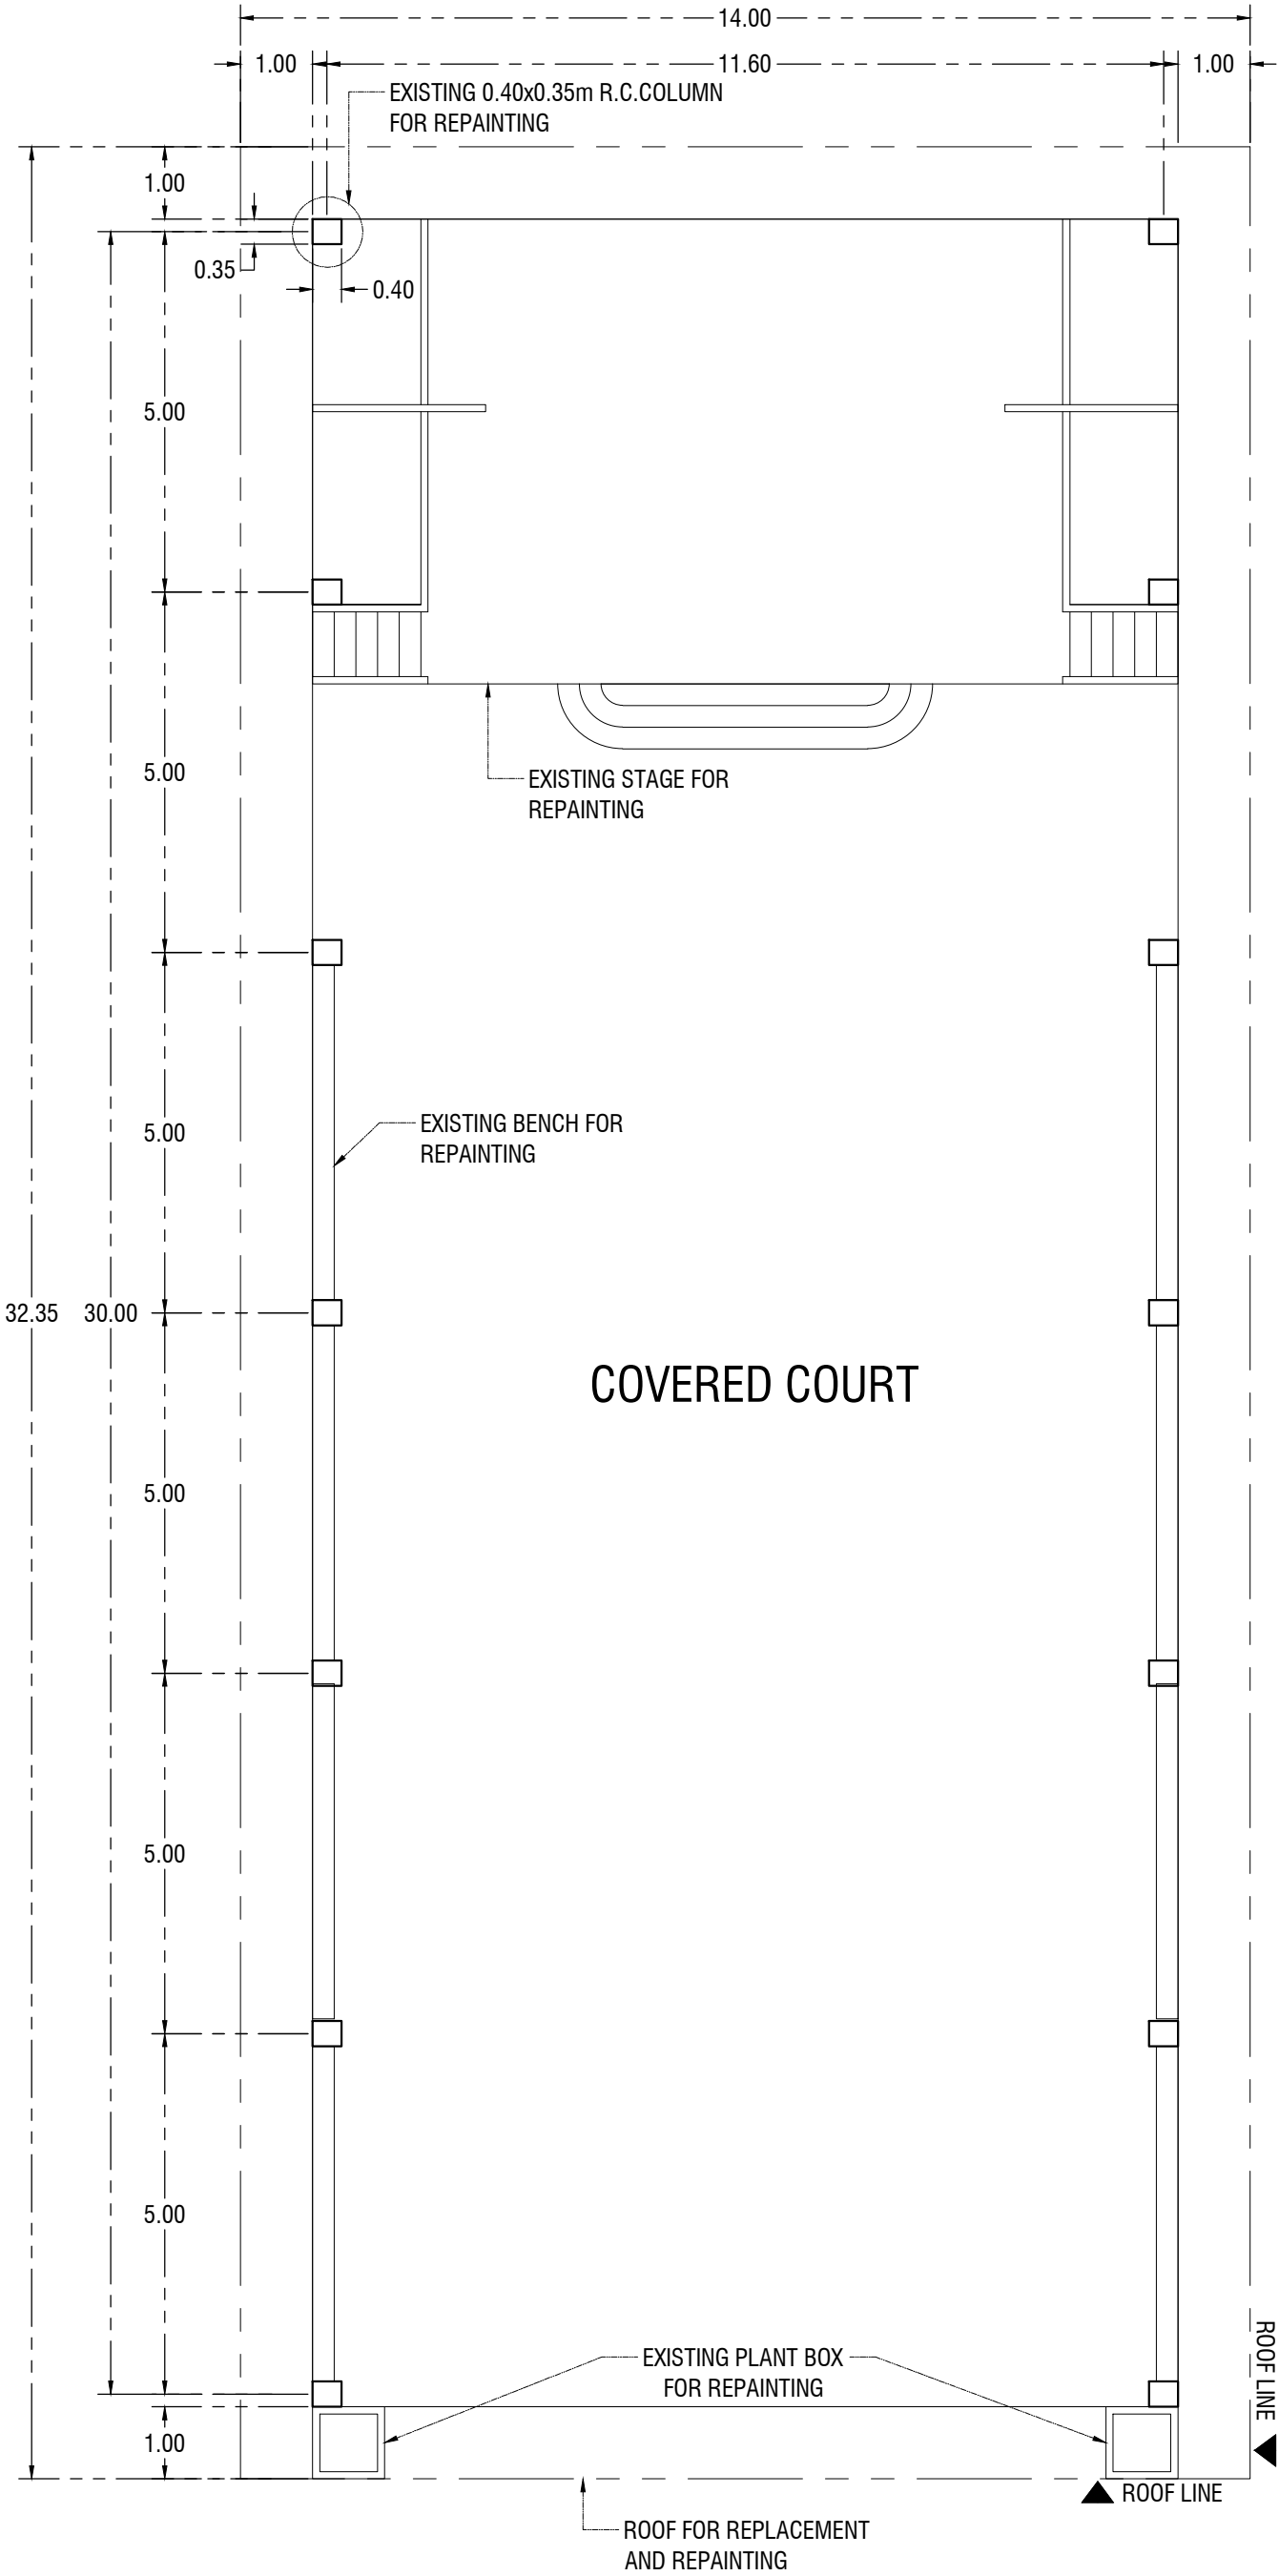 14.00
1.00
11.60
1.00
EXISTING 0.40x0.35m R.C.COLUMN
FOR REPAINTING
1.00
0.35
0.40
5.00
5.00
EXISTING STAGE FOR
REPAINTING
EXISTING BENCH FOR
REPAINTING
5.00
32.35
30.00
COVERED COURT
5.00
5.00
5.00
EXISTING PLANT BOX
FOR REPAINTING
ROOF LINE
1.00
ROOF LINE
ROOF FOR REPLACEMENT
AND REPAINTING